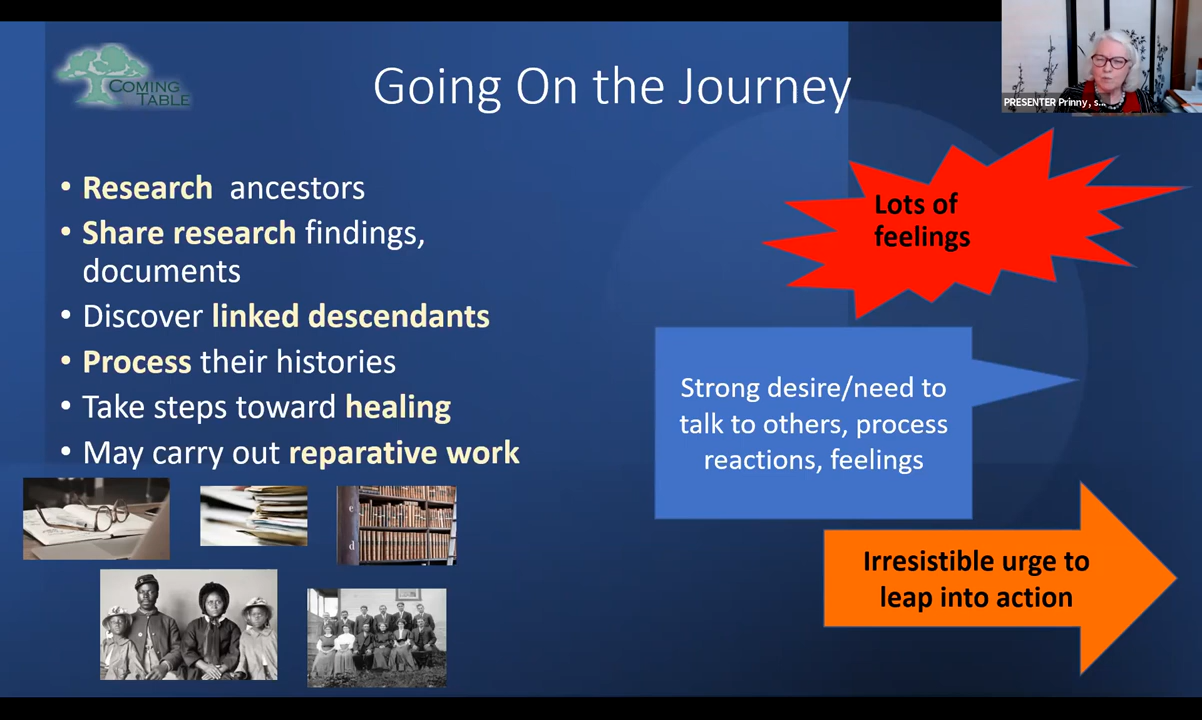 COMING
TABLE
Going On the Journey
PRESENTER Prinny, s...
• Research ancestors
• Share research findings,
documents
• Discover linked descendants
• Process their histories
• Take steps toward healing
• May carry out reparative work
Lots of
feelings
Strong desire/need to
talk to others, process
reactions, feelings
Irresistible urge to
leap into action
e
d